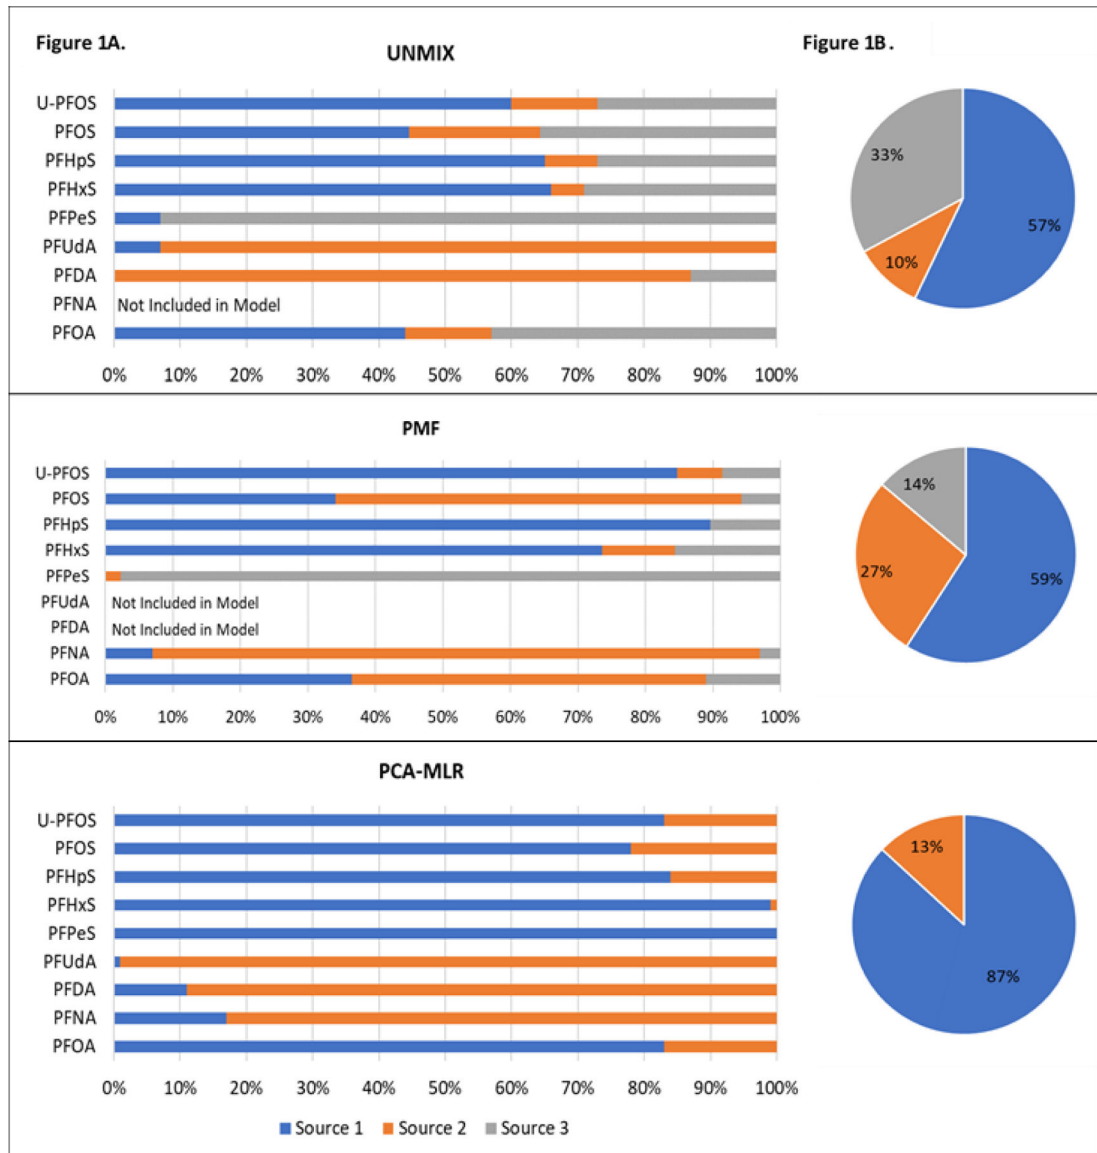 Figure 1A.
Figure 1B.
UNMIX
U-PFOS
PFOS
PFHpS
PFHxS
PFPeS
PFUdA
PFDA
PFNA Not Included in Model
PFOA
0% 10% 20% 30% 40% 50% 60% 70% 80% 90% 100%
33%
57%
10%
PMF
U-PFOS
PFOS
PFHpS
PFHxS
PFPeS
PFUdA Not Included in Model
PFDA Not Included in Model
PFNA
PFOA
0% 10% 20% 30% 40% 50% 60% 70% 80% 90% 100%
14%
27%
59%
PCA-MLR
U-PFOS
PFOS
PFHpS
PFHxS
PFPeS
PFUdA
PFDA
PFNA
PFOA
0% 10% 20% 30% 40% 50% 60% 70% 80% 90% 100%
13%
87%
Source 1 Source 2 Source 3